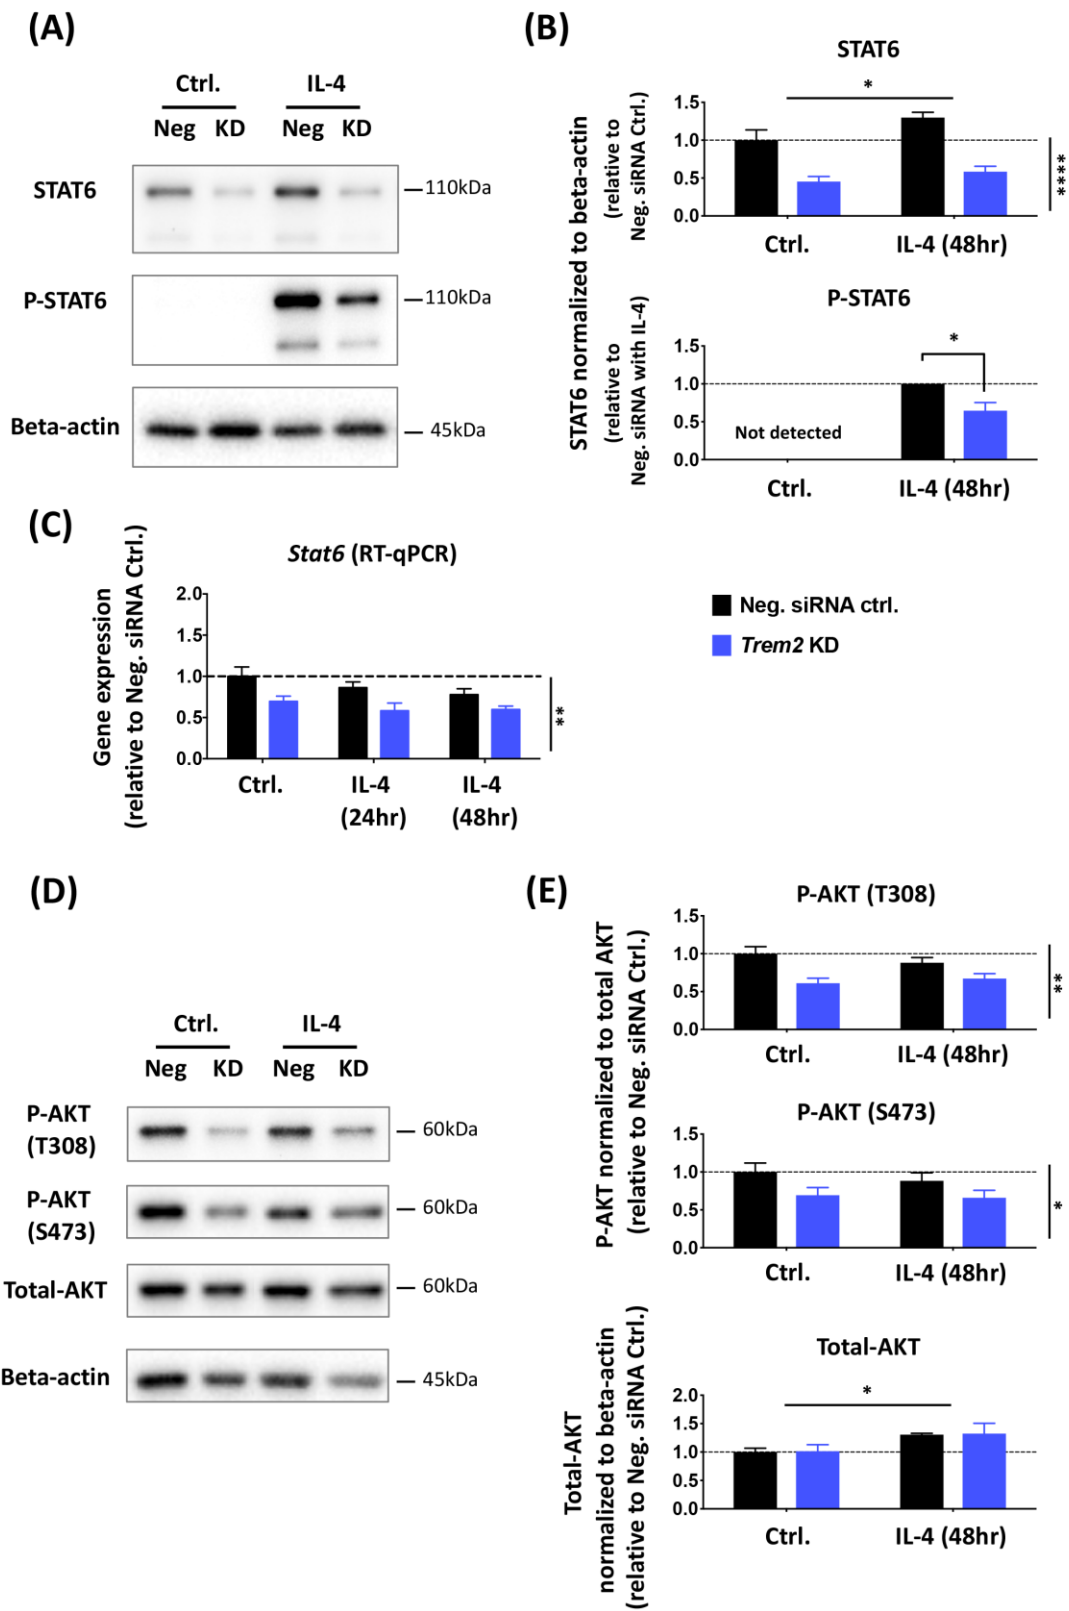 (A)
Ctrl. IL-4
Neg KD Neg KD
STAT6
110kDa
P-STAT6
110kDa
Beta-actin
45kDa
(B)
STAT6 normalized to beta-actin
STAT6
(relative to
Neg. siRNA Ctrl.)
*
1.5
1.0
0.5
0.0
****
Ctrl. IL-4 (48hr)
P-STAT6
(relative to
Neg. siRNA with IL-4)
*
1.5
1.0
0.5
0.0
Not detected
Ctrl. IL-4 (48hr)
(C)
Stat6 (RT-qPCR)
Gene expression
(relative to Neg. siRNA Ctrl.)
2.0
1.5
1.0
0.5
0.0
**
Ctrl. IL-4 IL-4
(24hr) (48hr)
Neg. siRNA ctrl.
Trem2 KD
(D)
Ctrl. IL-4
Neg KD Neg KD
P-AKT
(T308)
60kDa
P-AKT
(S473)
60kDa
Total-AKT
60kDa
Beta-actin
45kDa
(E)
P-AKT normalized to total AKT
(relative to Neg. siRNA Ctrl.)
P-AKT (T308)
1.5
1.0
0.5
0.0
**
Ctrl. IL-4 (48hr)
P-AKT (S473)
1.5
1.0
0.5
0.0
*
Ctrl. IL-4 (48hr)
Total-AKT
normalized to beta-actin
(relative to Neg. siRNA Ctrl.)
Total-AKT
*
2.0
1.5
1.0
0.5
0.0
Ctrl. IL-4 (48hr)